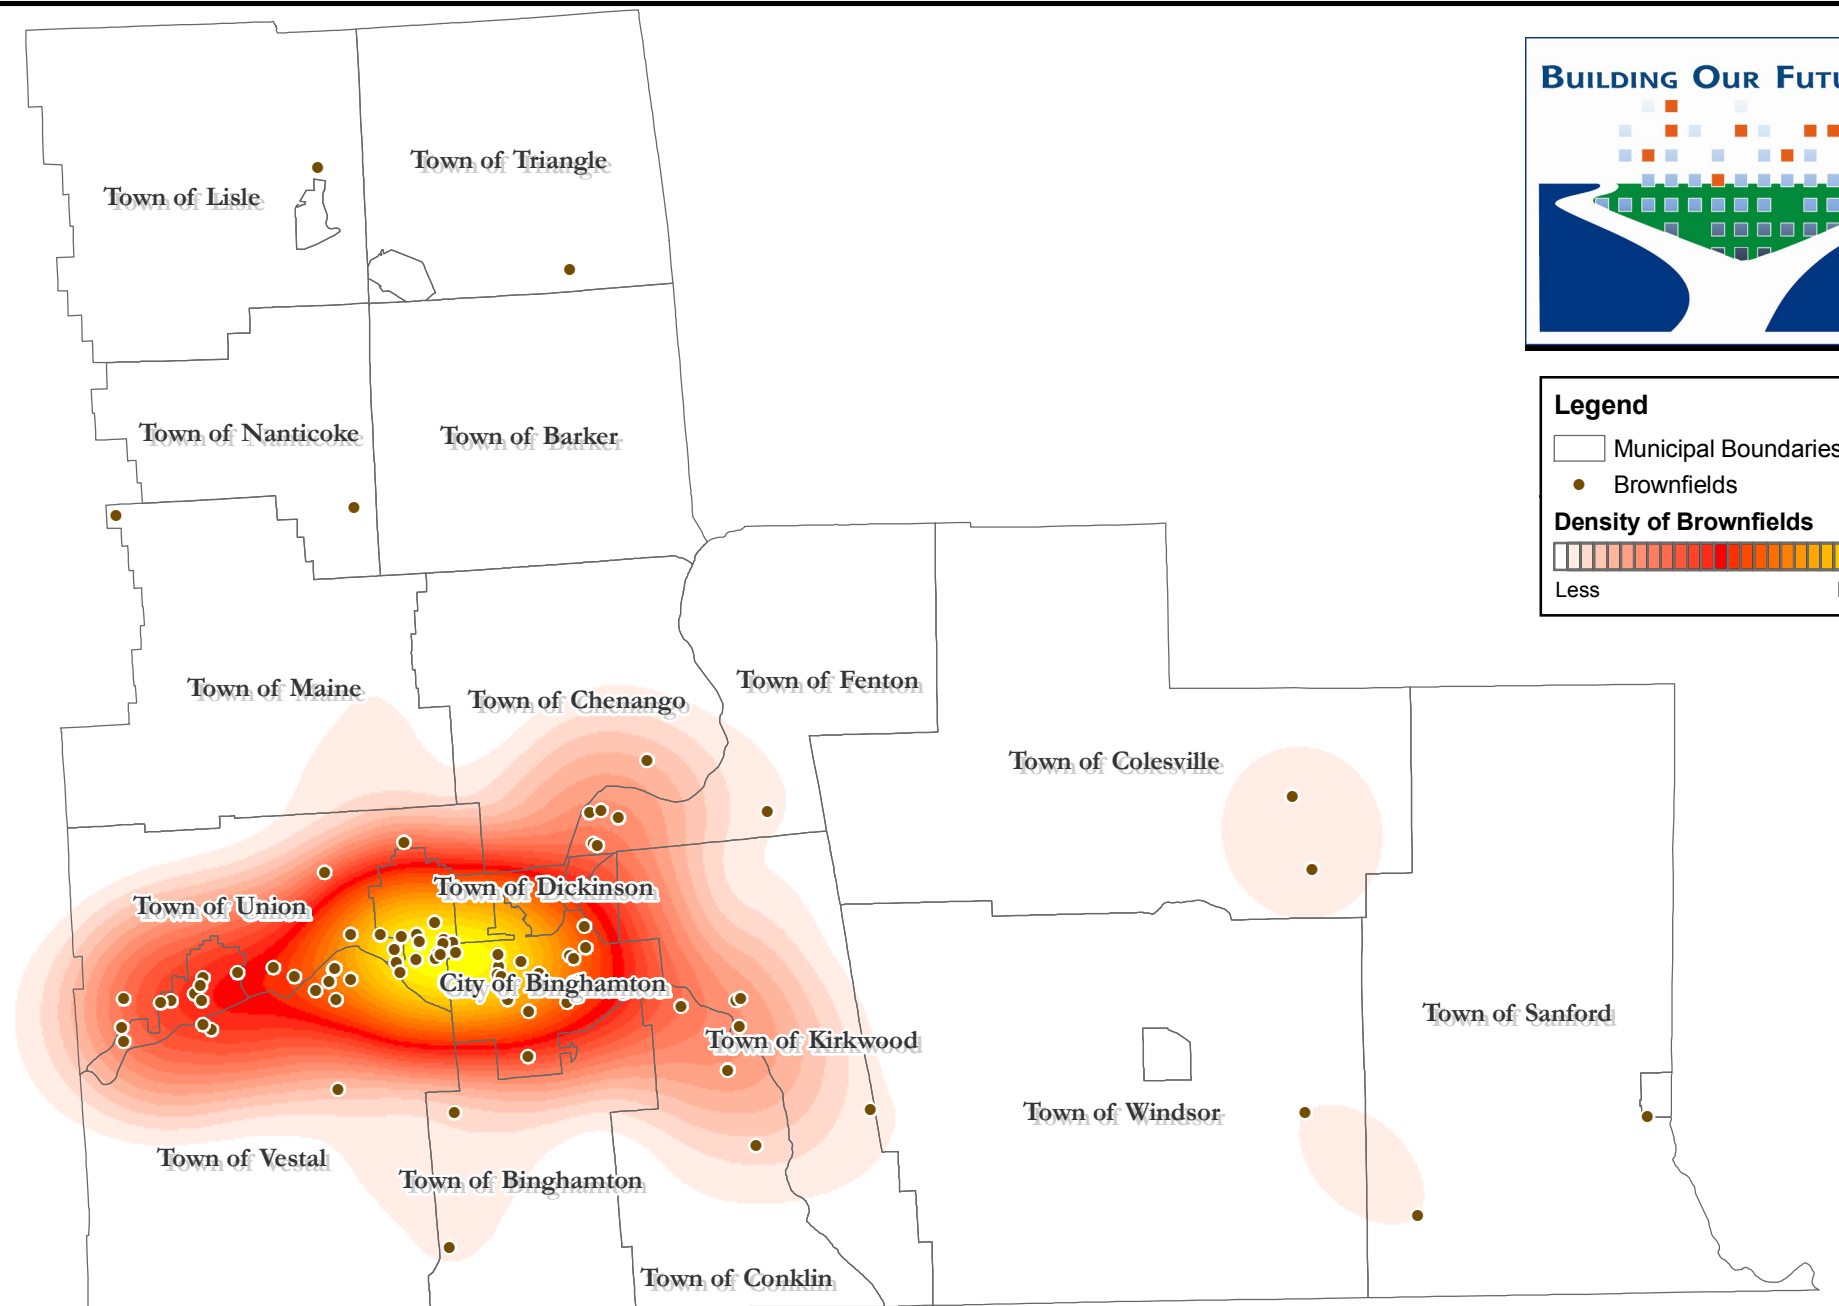 BUILDING OUR FUTU
Town of Triangle
Town of Lisle
Legend
Municipal Boundaries
Town of Nanticoke
Town of Barker
Brownfields
Density of Brownfields
Less
Town of Maine
Town of Chenango
Town of Fenton
Town of Colesville
Town of Dickinson
Town of Union
City of Binghamton
Town of Sanford
Town of Kirkwood
Town of Windsor
Town of Vestal
Town of Binghamton
Town of Conklin